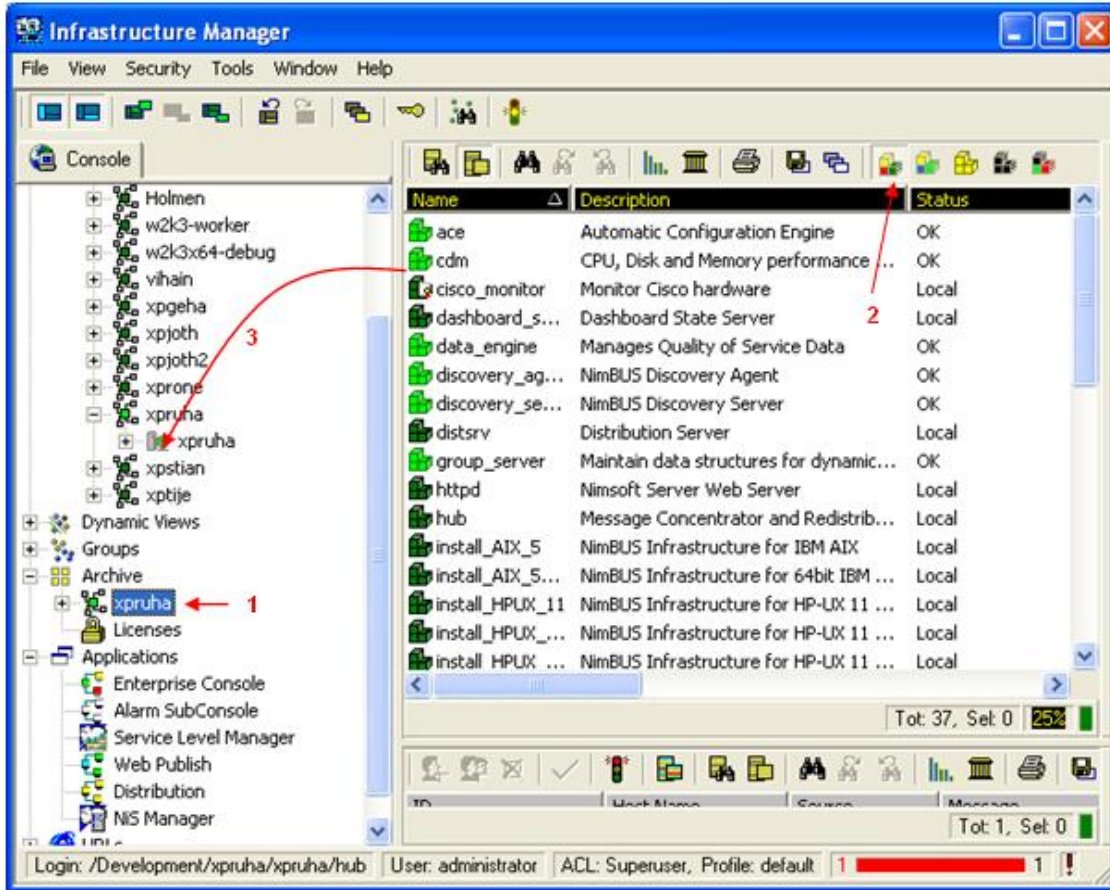 Infrastructure Manager
File View Security Tools Window Help
Console
Holmen
w2k3-worker
w2k3x64-debug
vihain
xpgeha
xpjoth
xpjoth2
xprone
xpruha
xpruha
xpstian
xptije
Dynamic Views
Groups
Archive
xpruha
Licenses
Applications
Enterprise Console
Alarm SubConsole
Service Level Manager
Web Publish
Distribution
NiS Manager
URLs
1
2
3
Name Description Status
ace Automatic Configuration Engine OK
cdm CPU, Disk and Memory performance ... OK
cisco_monitor Monitor Cisco hardware Local
dashboard_s... Dashboard State Server Local
data_engine Manages Quality of Service Data OK
discovery_ag... NimBUS Discovery Agent OK
discovery_se... NimBUS Discovery Server OK
distsrv Distribution Server Local
group_server Maintain data structures for dynamic... OK
httpd Nimsoft Server Web Server Local
hub Message Concentrator and Redistrib... Local
install_AIX_5 NimBUS Infrastructure for IBM AIX Local
install_AIX_5... NimBUS Infrastructure for 64bit IBM ... Local
install_HPUX_11 NimBUS Infrastructure for HP-UX 11 ... Local
install_HPUX_... NimBUS Infrastructure for HP-UX 11 ... Local
install_HPUX_... NimBUS Infrastructure for HP-UX 11 ... Local
Tot: 37, Sel: 0 25%
ID Host Name Source Message
Tot: 1, Sel: 0
Login: /Development/xpruha/xpruha/hub User: administrator ACL: Superuser, Profile: default 1 1